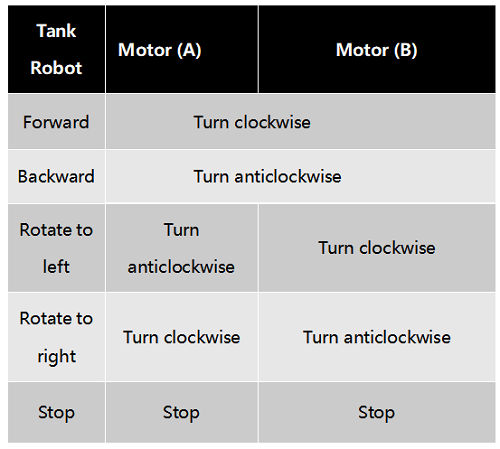 Tank
Robot
Motor (A)
Motor (B)
Forward
Turn clockwise
Backward
Turn anticlockwise
Rotate to
left
Turn
anticlockwise
Turn clockwise
Rotate to
right
Turn clockwise
Turn anticlockwise
Stop
Stop
Stop